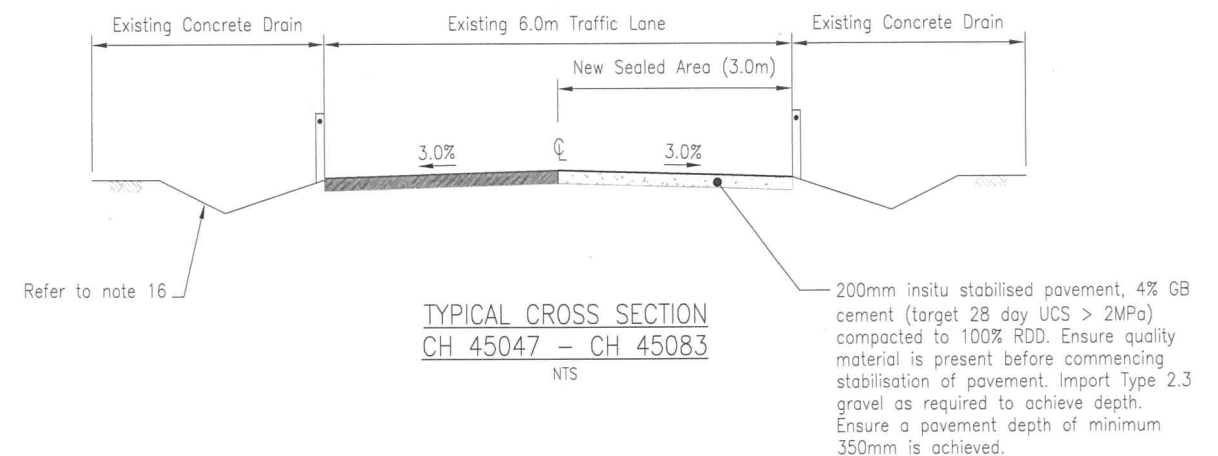 Existing Concrete Drain
Existing 6.0m Traffic Lane
Existing Concrete Drain
New Sealed Area (3.0m)
3.0%
℄
3.0%
Refer to note 16
TYPICAL CROSS SECTION
CH 45047 – CH 45083
NTS
200mm insitu stabilised pavement, 4% GB
cement (target 28 day UCS > 2MPa)
compacted to 100% RDD. Ensure quality
material is present before commencing
stabilisation of pavement. Import Type 2.3
gravel as required to achieve depth.
Ensure a pavement depth of minimum
350mm is achieved.